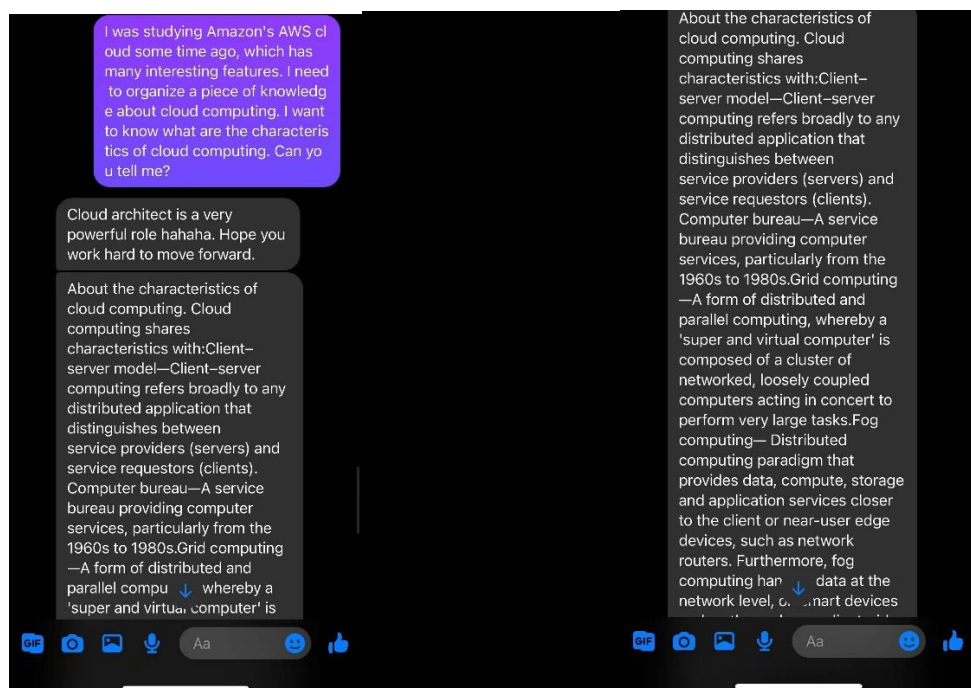 I was studying Amazon's AWS cl
oud some time ago, which has
many interesting features. I need
to organize a piece of knowledg
e about cloud computing. I want
to know what are the characteris
tics of cloud computing. Can yo
u tell me?
Cloud architect is a very
powerful role hahaha. Hope you
work hard to move forward.
About the characteristics of
cloud computing. Cloud
computing shares
characteristics with:Client–
server model—Client–server
computing refers broadly to any
distributed application that
distinguishes between
service providers (servers) and
service requestors (clients).
Computer bureau—A service
bureau providing computer
services, particularly from the
1960s to 1980s.Grid computing
—A form of distributed and
parallel compu whereby a
'super and virtual computer' is
GIF
Aa
About the characteristics of
cloud computing. Cloud
computing shares
characteristics with:Client–
server model—Client–server
computing refers broadly to any
distributed application that
distinguishes between
service providers (servers) and
service requestors (clients).
Computer bureau—A service
bureau providing computer
services, particularly from the
1960s to 1980s.Grid computing
—A form of distributed and
parallel computing, whereby a
'super and virtual computer' is
composed of a cluster of
networked, loosely coupled
computers acting in concert to
perform very large tasks.Fog
computing— Distributed
computing paradigm that
provides data, compute, storage
and application services closer
to the client or near-user edge
devices, such as network
routers. Furthermore, fog
computing han data at the
network level, smart devices
GIF
Aa